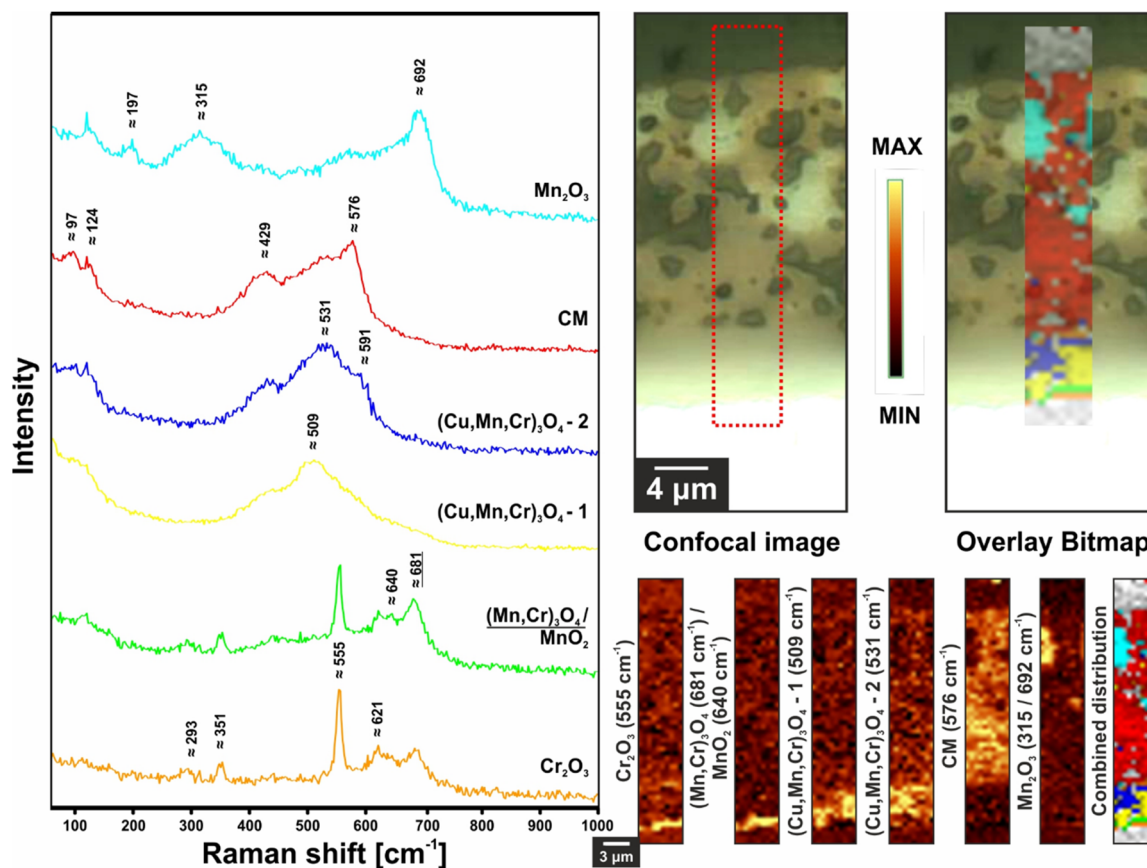 Intensity
≈ 197
≈ 315
≈ 692
Mn₂O₃
≈ 97
≈ 124
≈ 429
≈ 576
CM
≈ 531
≈ 591
(Cu,Mn,Cr)₃O₄ - 2
≈ 509
(Cu,Mn,Cr)₃O₄ - 1
≈ 640
≈ 681
(Mn,Cr)₃O₄/
MnO₂
≈ 555
≈ 293
≈ 351
≈ 621
Cr₂O₃
100 200 300 400 500 600 700 800 900 1000
Raman shift [cm⁻¹]
MAX
MIN
4 µm
Confocal image
Overlay Bitmap
Cr₂O₃ (555 cm⁻¹)
(Mn,Cr)₃O₄ (681 cm⁻¹) /
MnO₂ (640 cm⁻¹)
(Cu,Mn,Cr)₃O₄ - 1 (509 cm⁻¹)
(Cu,Mn,Cr)₃O₄ - 2 (531 cm⁻¹)
CM (576 cm⁻¹)
Mn₂O₃ (315 / 692 cm⁻¹)
Combined distribution
3 µm